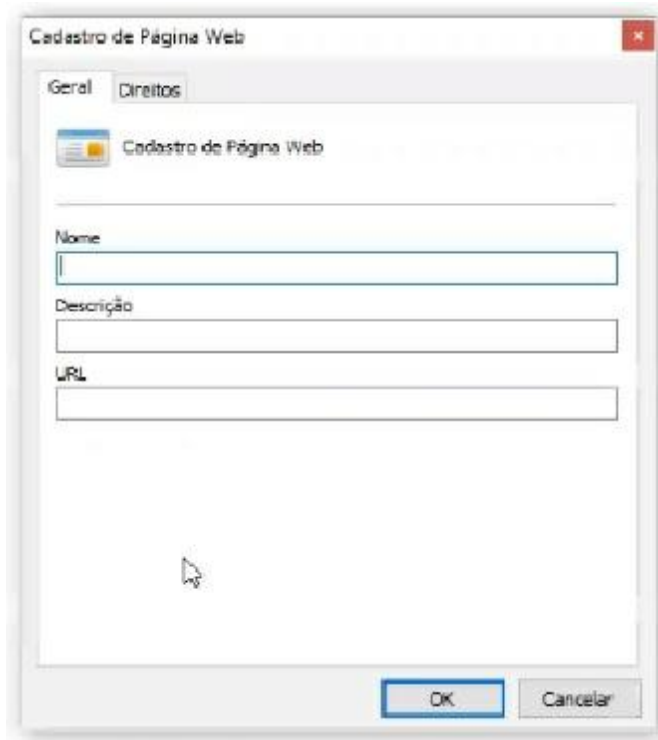 Cadastro de Página Web
Geral Direitos
Cadastro de Página Web
Nome
Descrição
URL
OK Cancelar